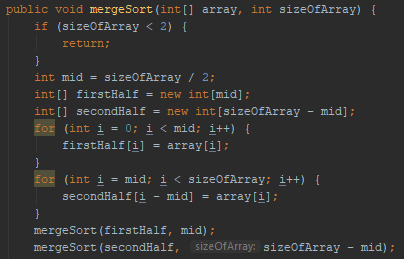 public void mergeSort(int[] array, int sizeOfArray) {
    if (sizeOfArray < 2) {
        return;
    }
    int mid = sizeOfArray / 2;
    int[] firstHalf = new int[mid];
    int[] secondHalf = new int[sizeOfArray - mid];
    for (int i = 0; i < mid; i++) {
        firstHalf[i] = array[i];
    }
    for (int i = mid; i < sizeOfArray; i++) {
        secondHalf[i - mid] = array[i];
    }
    mergeSort(firstHalf, mid);
    mergeSort(secondHalf, sizeOfArray: sizeOfArray - mid);